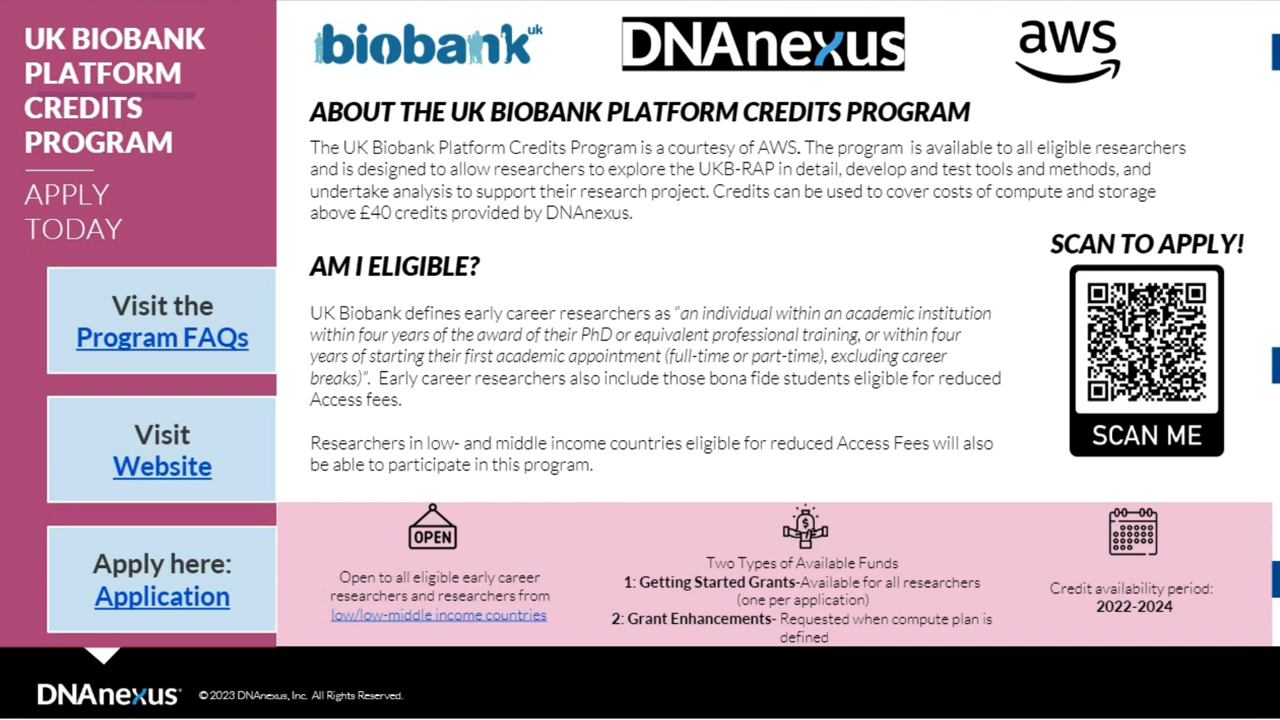 UK BIOBANK
PLATFORM
CREDITS
PROGRAM
APPLY
TODAY
Visit the
Program FAQs
Visit
Website
Apply here:
Application
biobank uk
DNAnexus
aws
ABOUT THE UK BIOBANK PLATFORM CREDITS PROGRAM
The UK Biobank Platform Credits Program is a courtesy of AWS. The program is available to all eligible researchers
and is designed to allow researchers to explore the UKB-RAP in detail, develop and test tools and methods, and
undertake analysis to support their research project. Credits can be used to cover costs of compute and storage
above £40 credits provided by DNAnexus.
AM I ELIGIBLE?
UK Biobank defines early career researchers as "an individual within an academic institution
within four years of the award of their PhD or equivalent professional training, or within four
years of starting their first academic appointment (full-time or part-time), excluding career
breaks)". Early career researchers also include those bona fide students eligible for reduced
Access fees.
Researchers in low- and middle income countries eligible for reduced Access Fees will also
be able to participate in this program.
SCAN TO APPLY!
SCAN ME
OPEN
Open to all eligible early career
researchers and researchers from
low/low-middle income countries
Two Types of Available Funds
1: Getting Started Grants-Available for all researchers
(one per application)
2: Grant Enhancements- Requested when compute plan is
defined
Credit availability period:
2022-2024
DNAnexus
© 2023 DNAnexus, Inc. All Rights Reserved.